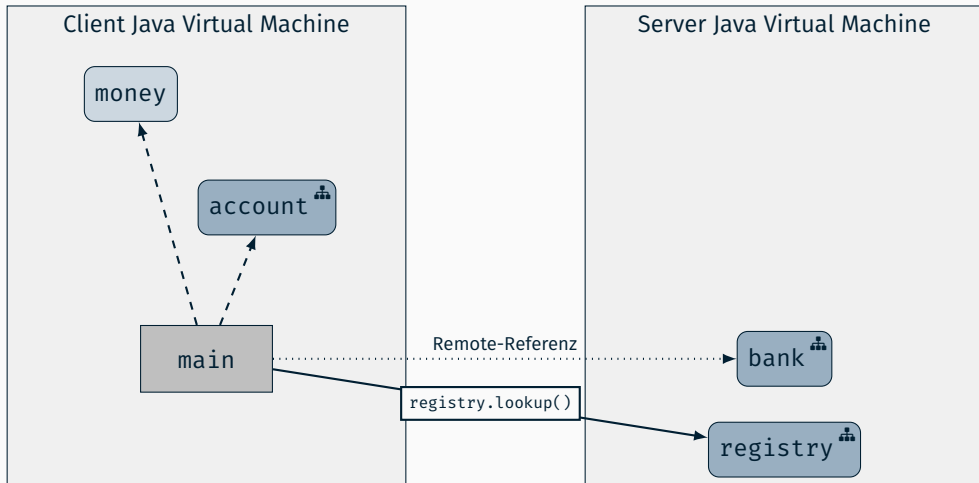 Client Java Virtual Machine
Server Java Virtual Machine
money
account
main
Remote-Referenz
bank
registry.lookup()
registry